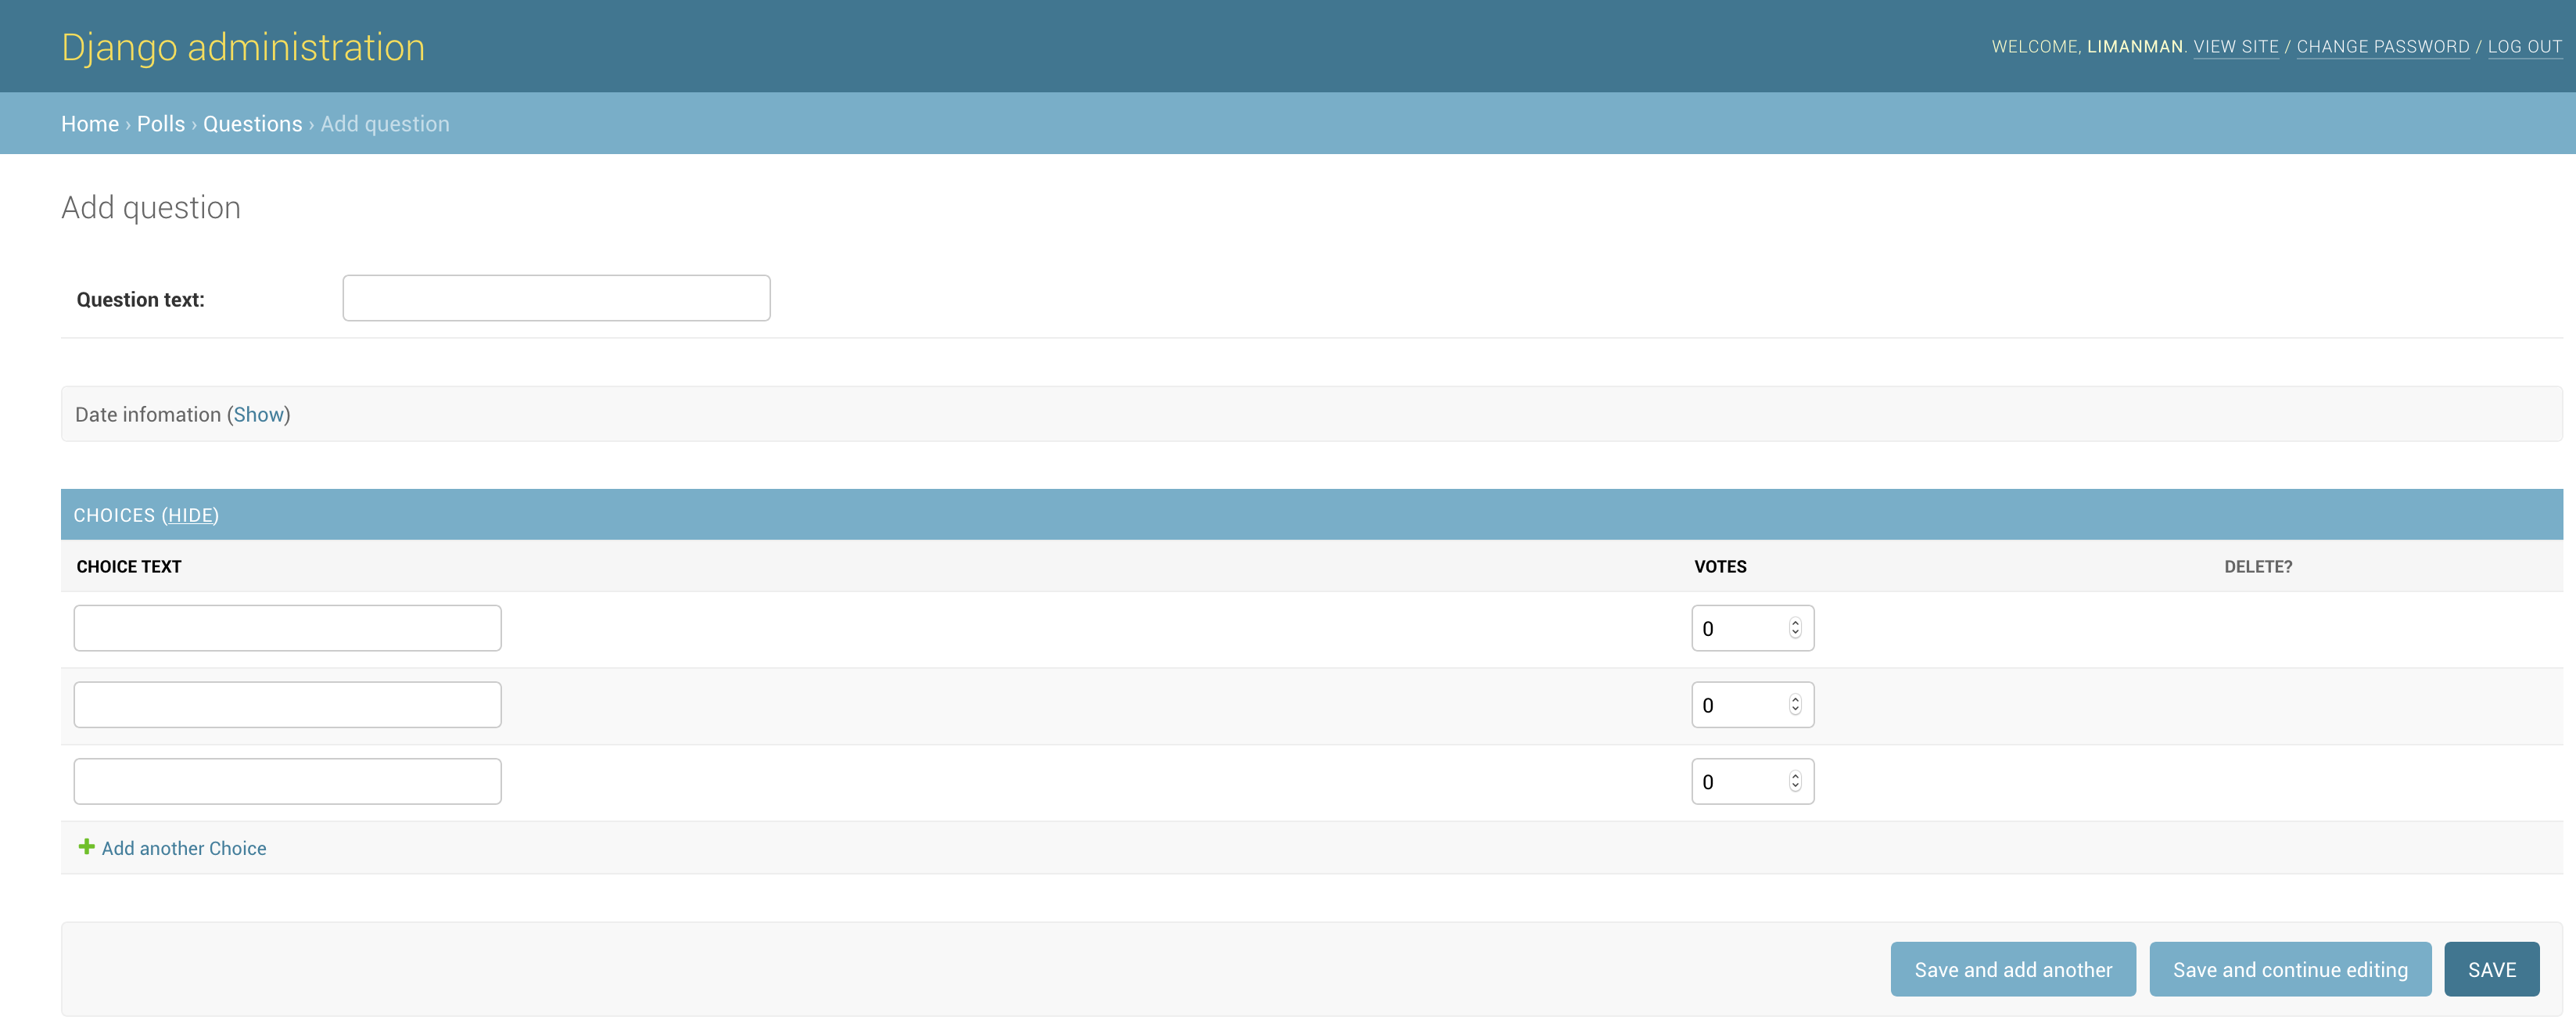 Django administration
WELCOME, LIMANMAN. VIEW SITE / CHANGE PASSWORD / LOG OUT
Home › Polls › Questions › Add question
Add question
Question text:
Date infomation (Show)
CHOICES (HIDE)
CHOICE TEXT VOTES DELETE?
0
0
0
Add another Choice
Save and add another Save and continue editing SAVE